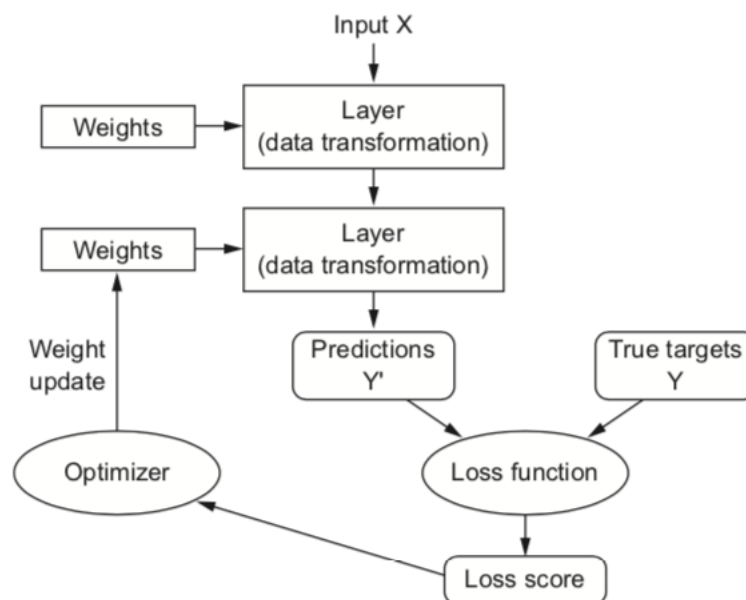 Input X
Layer
(data transformation)
Weights
Layer
(data transformation)
Weights
Weight
update
Predictions
Y'
True targets
Y
Optimizer
Loss function
Loss score